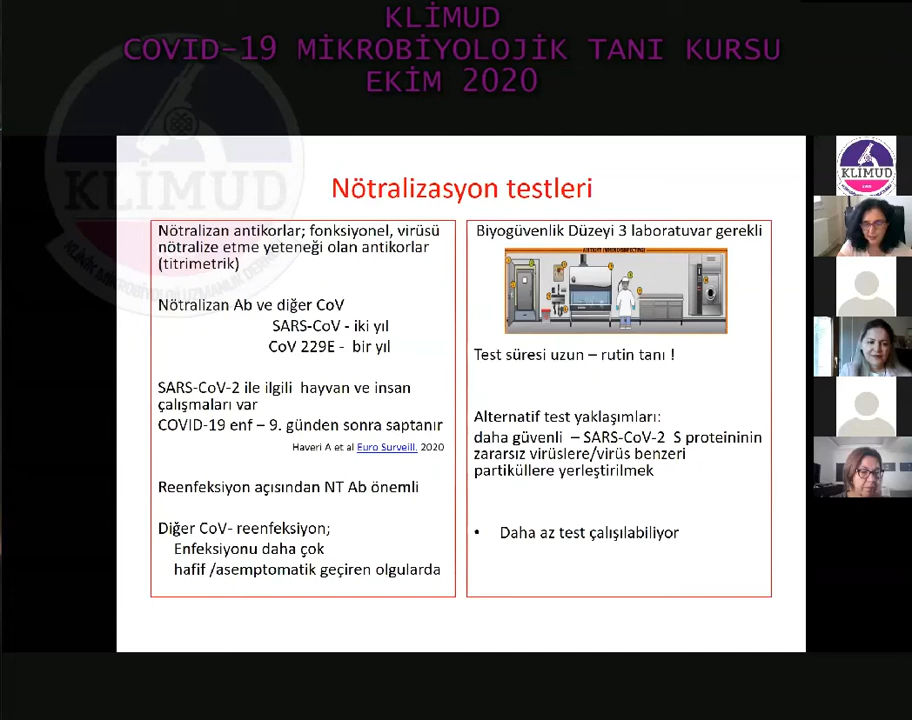 KLİMUD
COVID-19 MİKROBİYOLOJİK TANI KURSU
EKİM 2020
KLİMUD
Nötralizasyon testleri
Nötralizan antikorlar; fonksiyonel, virüsü
nötralize etme yeteneği olan antikorlar
(titrimetrik)
Nötralizan Ab ve diğer CoV
SARS-CoV - iki yıl
CoV 229E - bir yıl
SARS-CoV-2 ile ilgili hayvan ve insan
çalışmaları var
COVID-19 enf – 9. günden sonra saptanır
Haveri A et al Euro Surveill. 2020
Reenfeksiyon açısından NT Ab önemli
Diğer CoV- reenfeksiyon;
Enfeksiyonu daha çok
hafif /asemptomatik geçiren olgularda
Biyogüvenlik Düzeyi 3 laboratuvar gerekli
Test süresi uzun – rutin tanı !
Alternatif test yaklaşımları:
daha güvenli – SARS-CoV-2 S proteininin
zararsız virüslere/virüs benzeri
partiküllere yerleştirilmek
• Daha az test çalışılabiliyor
KLİMUD